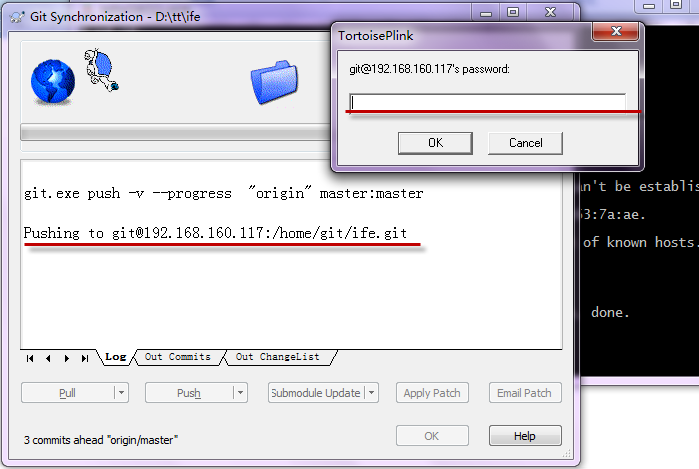 Git Synchronization - D:\tt\ife
TortoisePlink
git@192.168.160.117's password:
OK
Cancel
git.exe push -v --progress "origin" master:master
Pushing to git@192.168.160.117:/home/git/ife.git
an't be establis
53:7a:ae.
of known hosts.
done.
Log
Out Commits
Out ChangeList
Pull
Push
Submodule Update
Apply Patch
Email Patch
3 commits ahead "origin/master"
OK
Help